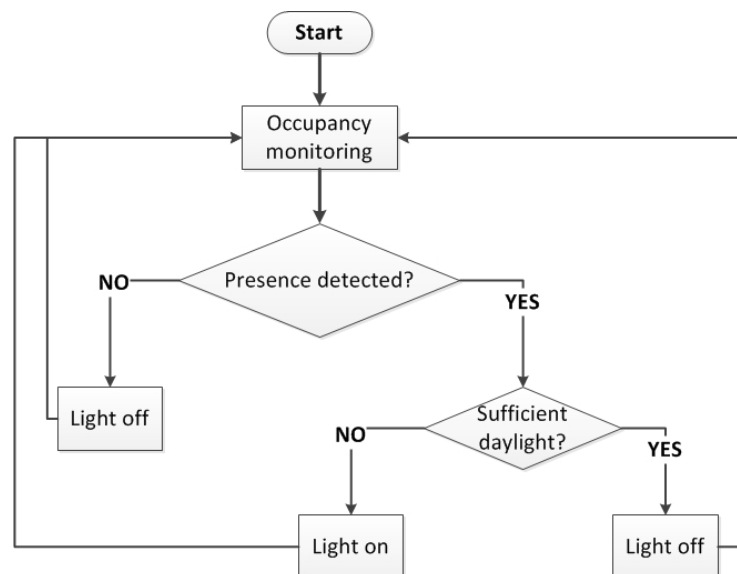 Start
Occupancy
monitoring
Presence detected?
NO
YES
Light off
Sufficient
daylight?
NO
YES
Light on
Light off